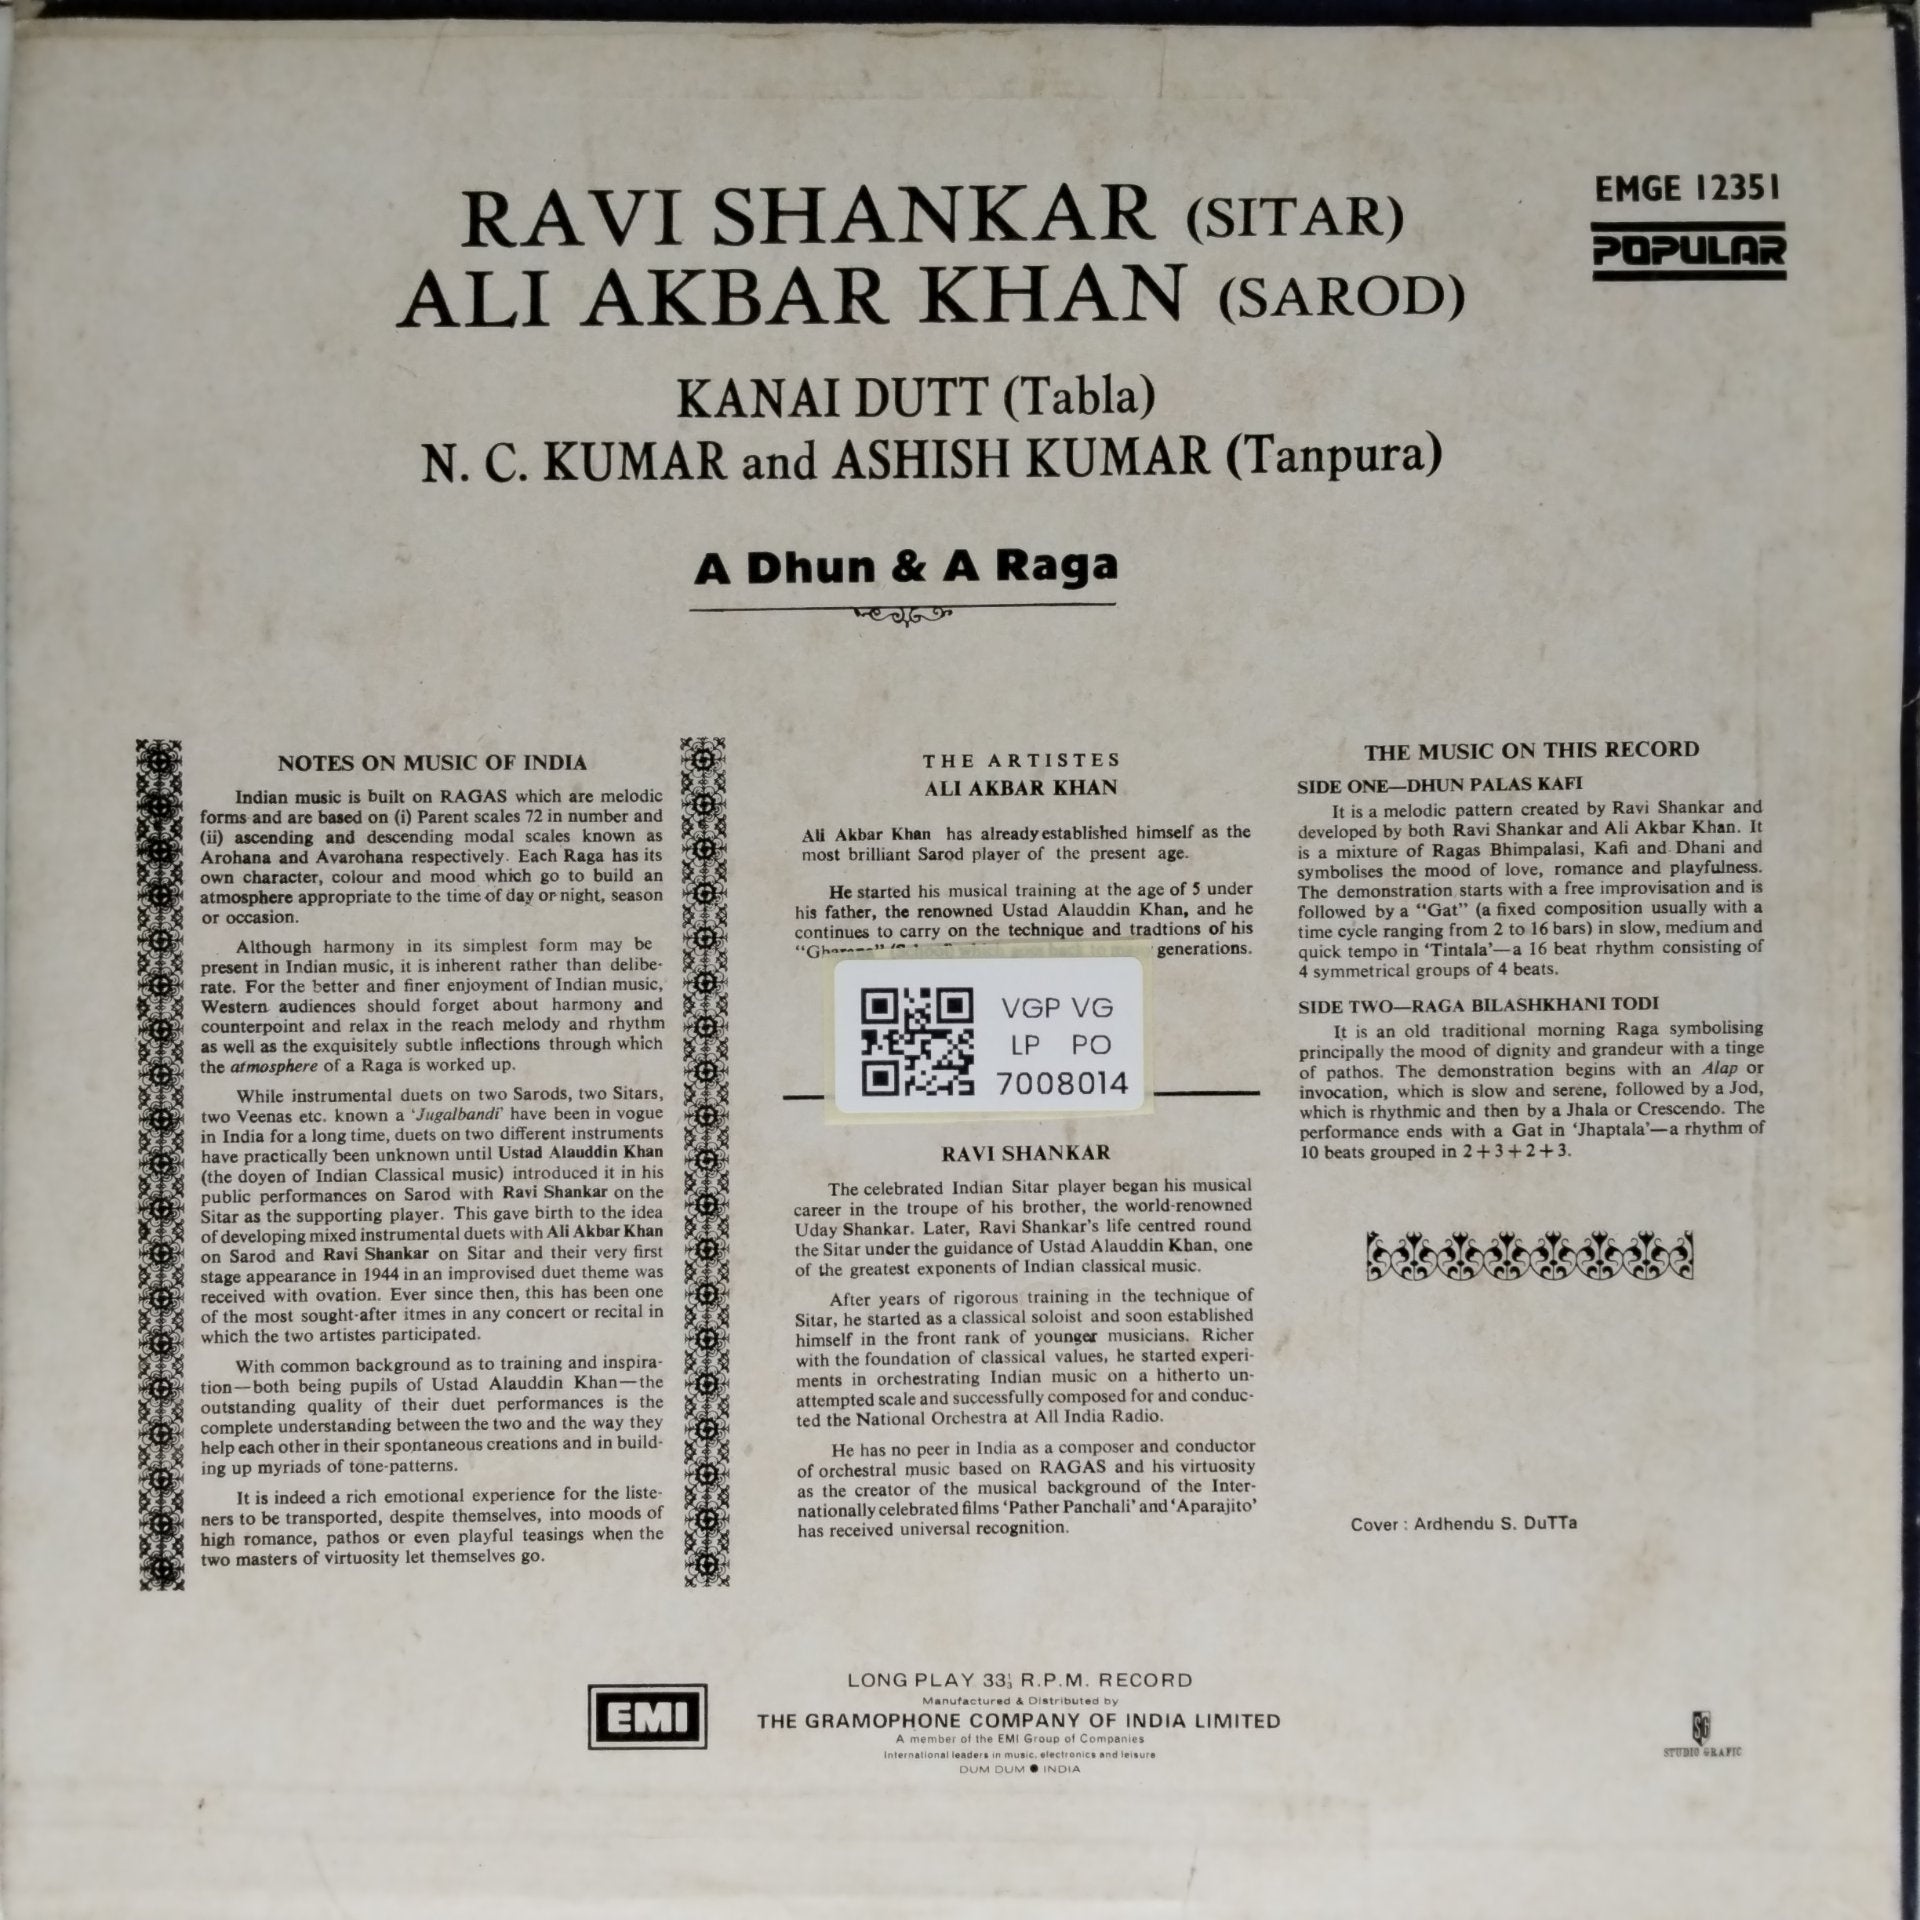 RAVI SHANKAR (SITAR)
ALI AKBAR KHAN (SAROD)
KANAI DUTT (Tabla)
N. C. KUMAR and ASHISH KUMAR (Tanpura)
A Dhun & A Raga
EMGE 12351
POPULAR
NOTES ON MUSIC OF INDIA
Indian music is built on RAGAS which are melodic
forms and are based on (i) Parent scales 72 in number and
(ii) ascending and descending modal scales known as
Arohana and Avarohana respectively. Each Raga has its
own character, colour and mood which go to build an
atmosphere appropriate to the time of day or night, season
or occasion.
Although harmony in its simplest form may be
present in Indian music, it is inherent rather than delibe-
rate. For the better and finer enjoyment of Indian music,
Western audiences should forget about harmony and
counterpoint and relax in the reach melody and rhythm
as well as the exquisitely subtle inflections through which
the atmosphere of a Raga is worked up.
While instrumental duets on two Sarods, two Sitars,
two Veenas etc. known a 'Jugalbandi' have been in vogue
in India for a long time, duets on two different instruments
have practically been unknown until Ustad Alauddin Khan
(the doyen of Indian Classical music) introduced it in his
public performances on Sarod with Ravi Shankar on the
Sitar as the supporting player. This gave birth to the idea
of developing mixed instrumental duets with Ali Akbar Khan
on Sarod and Ravi Shankar on Sitar and their very first
stage appearance in 1944 in an improvised duet theme was
received with ovation. Ever since then, this has been one
of the most sought-after itmes in any concert or recital in
which the two artistes participated.
With common background as to training and inspira-
tion—both being pupils of Ustad Alauddin Khan—the
outstanding quality of their duet performances is the
complete understanding between the two and the way they
help each other in their spontaneous creations and in build-
ing up myriads of tone-patterns.
It is indeed a rich emotional experience for the liste-
ners to be transported, despite themselves, into moods of
high romance, pathos or even playful teasings when the
two masters of virtuosity let themselves go.
THE ARTISTES
ALI AKBAR KHAN
Ali Akbar Khan has already established himself as the
most brilliant Sarod player of the present age.
He started his musical training at the age of 5 under
his father, the renowned Ustad Alauddin Khan, and he
continues to carry on the technique and tradtions of his
generations.
VGP VG
LP PO
7008014
RAVI SHANKAR
The celebrated Indian Sitar player began his musical
career in the troupe of his brother, the world-renowned
Uday Shankar. Later, Ravi Shankar's life centred round
the Sitar under the guidance of Ustad Alauddin Khan, one
of the greatest exponents of Indian classical music.
After years of rigorous training in the technique of
Sitar, he started as a classical soloist and soon established
himself in the front rank of younger musicians. Richer
with the foundation of classical values, he started experi-
ments in orchestrating Indian music on a hitherto un-
attempted scale and successfully composed for and conduc-
ted the National Orchestra at All India Radio.
He has no peer in India as a composer and conductor
of orchestral music based on RAGAS and his virtuosity
as the creator of the musical background of the Inter-
nationally celebrated films 'Pather Panchali' and 'Aparajito'
has received universal recognition.
THE MUSIC ON THIS RECORD
SIDE ONE—DHUN PALAS KAFI
It is a melodic pattern created by Ravi Shankar and
developed by both Ravi Shankar and Ali Akbar Khan. It
is a mixture of Ragas Bhimpalasi, Kafi and Dhani and
symbolises the mood of love, romance and playfulness.
The demonstration starts with a free improvisation and is
followed by a "Gat" (a fixed composition usually with a
time cycle ranging from 2 to 16 bars) in slow, medium and
quick tempo in 'Tintala'—a 16 beat rhythm consisting of
4 symmetrical groups of 4 beats.
SIDE TWO—RAGA BILASHKHANI TODI
It is an old traditional morning Raga symbolising
principally the mood of dignity and grandeur with a tinge
of pathos. The demonstration begins with an Alap or
invocation, which is slow and serene, followed by a Jod,
which is rhythmic and then by a Jhala or Crescendo. The
performance ends with a Gat in 'Jhaptala'—a rhythm of
10 beats grouped in 2+3+2+3.
Cover : Ardhendu S. DuTTa
EMI
LONG PLAY 33⅓ R.P.M. RECORD
Manufactured & Distributed by
THE GRAMOPHONE COMPANY OF INDIA LIMITED
A member of the EMI Group of Companies
International leaders in music, electronics and leisure
DUM DUM ● INDIA
SG
STUDIO GRAFIC